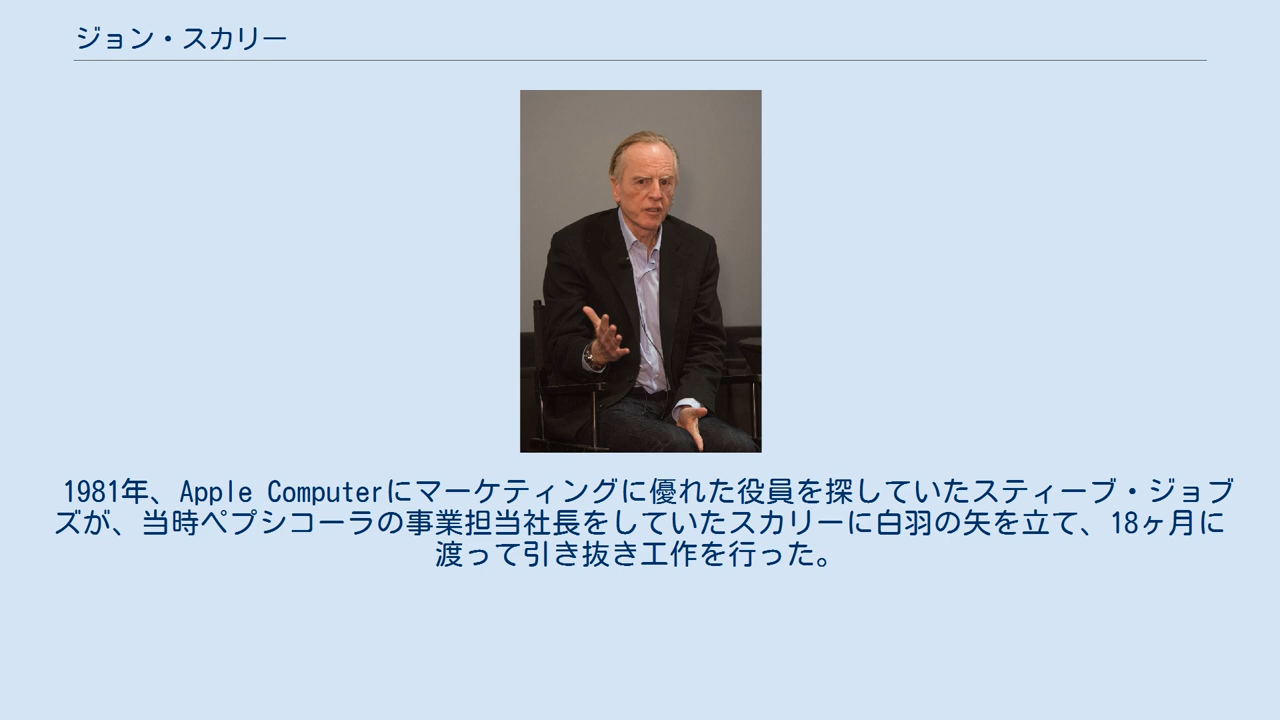 ジョン・スカリー
1981年、Apple Computerにマーケティングに優れた役員を探していたスティーブ・ジョブ
ズが、当時ペプシコーラの事業担当社長をしていたスカリーに白羽の矢を立て、18ヶ月に
渡って引き抜き工作を行った。